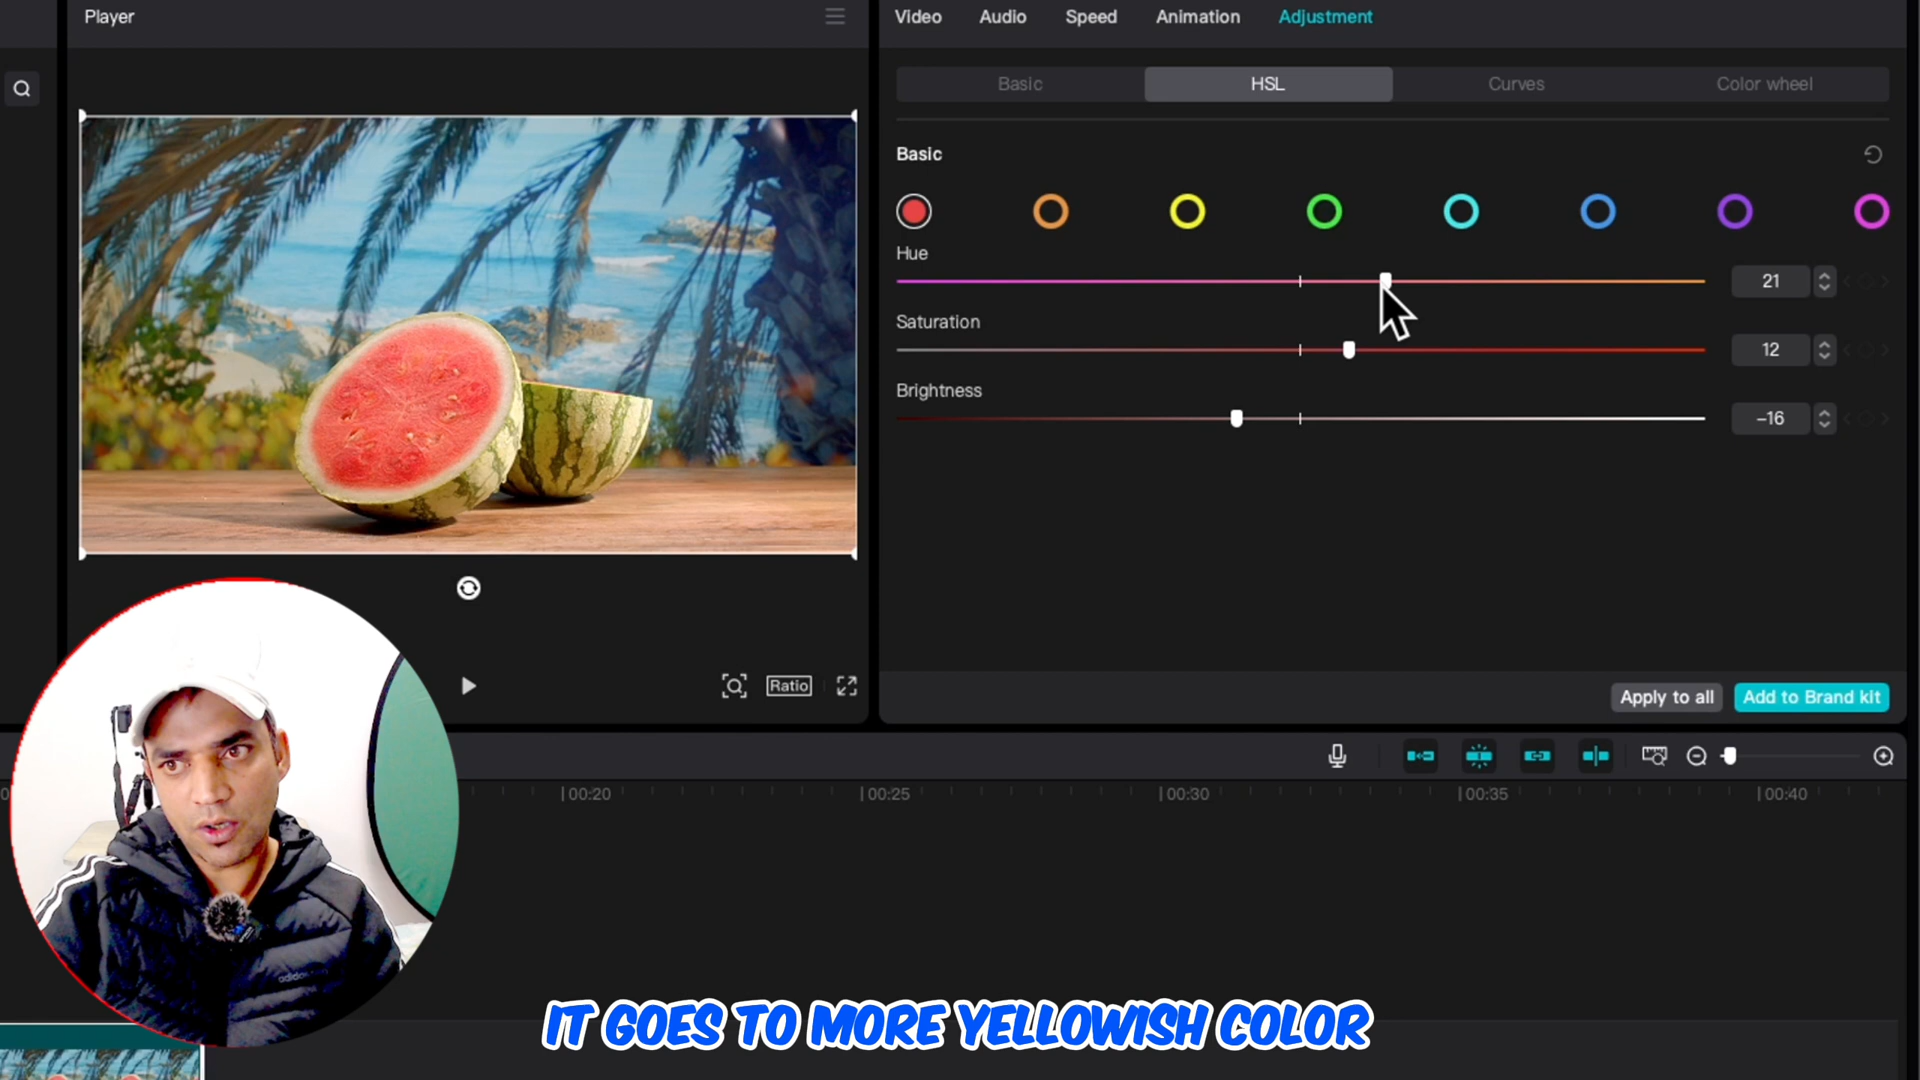 Player
Video Audio Speed Animation Adjustment
Basic HSL Curves Color wheel
Basic
Hue
21
Saturation
12
Brightness
-16
Ratio
Apply to all Add to Brand kit
00:20 00:25 00:30 00:35 00:40
adidas
IT GOES TO MORE YELLOWISH COLOR